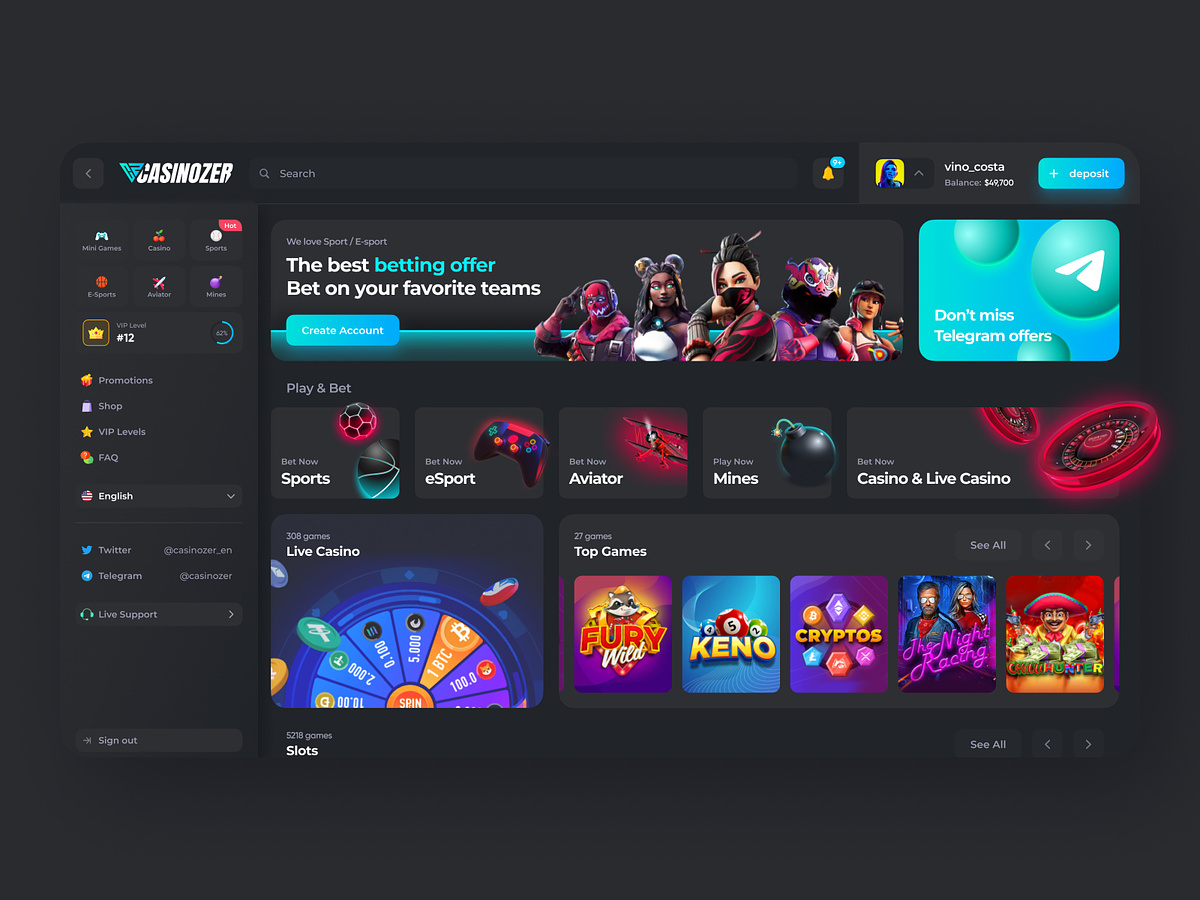 CASINOZER
Search
9+
vino_costa
Balance: $49,700
+ deposit
Hot
Mini Games
Casino
Sports
E-Sports
Aviator
Mines
VIP Level
#12
62%
Promotions
Shop
VIP Levels
FAQ
English
Twitter @casinozer_en
Telegram @casinozer
Live Support
Sign out
We love Sport / E-sport
The best betting offer
Bet on your favorite teams
Create Account
Don't miss
Telegram offers
Play & Bet
Bet Now
Sports
Bet Now
eSport
Bet Now
Aviator
Play Now
Mines
Bet Now
Casino & Live Casino
308 games
Live Casino
10.00
2.000
0.100
5.000
1 BTC
100.0
SPIN
27 games
Top Games
See All
FURY
Wild
5
KENO
CRYPTOS
The Night
Racing
CHILLI HUNTER
5218 games
Slots
See All